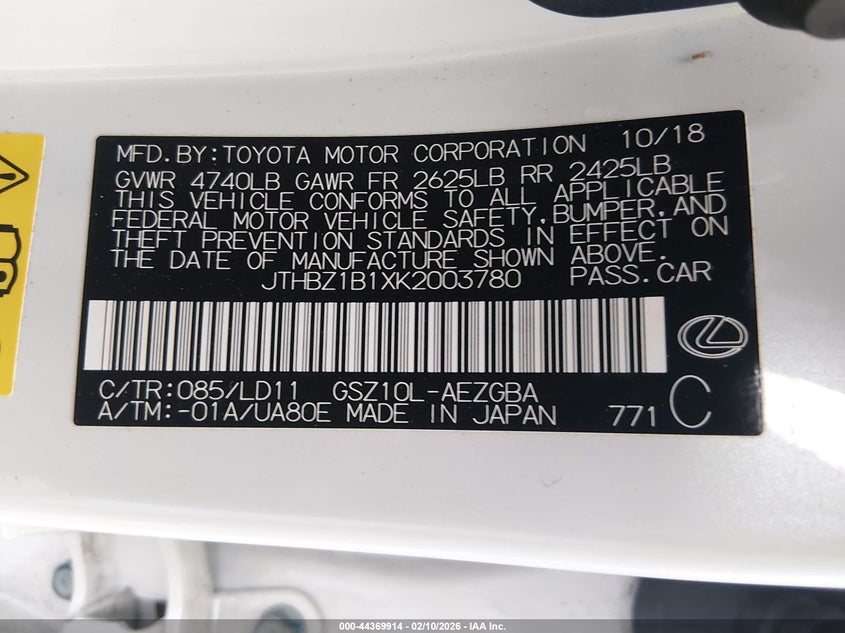 MFD.BY:TOYOTA MOTOR CORPORATION 10/18
GVWR 4740LB GAWR FR 2625LB RR 2425LB
THIS VEHICLE CONFORMS TO ALL APPLICABLE
FEDERAL MOTOR VEHICLE SAFETY,BUMPER,AND
THEFT PREVENTION STANDARDS IN EFFECT ON
THE DATE OF MANUFACTURE SHOWN ABOVE.
JTHBZ1B1XK2003780 PASS.CAR
C/TR:085/LD11 GSZ10L-AEZGBA
A/TM:-01A/UA80E MADE IN JAPAN 771 C
000-44369914 - 02/10/2026 - IAA Inc.